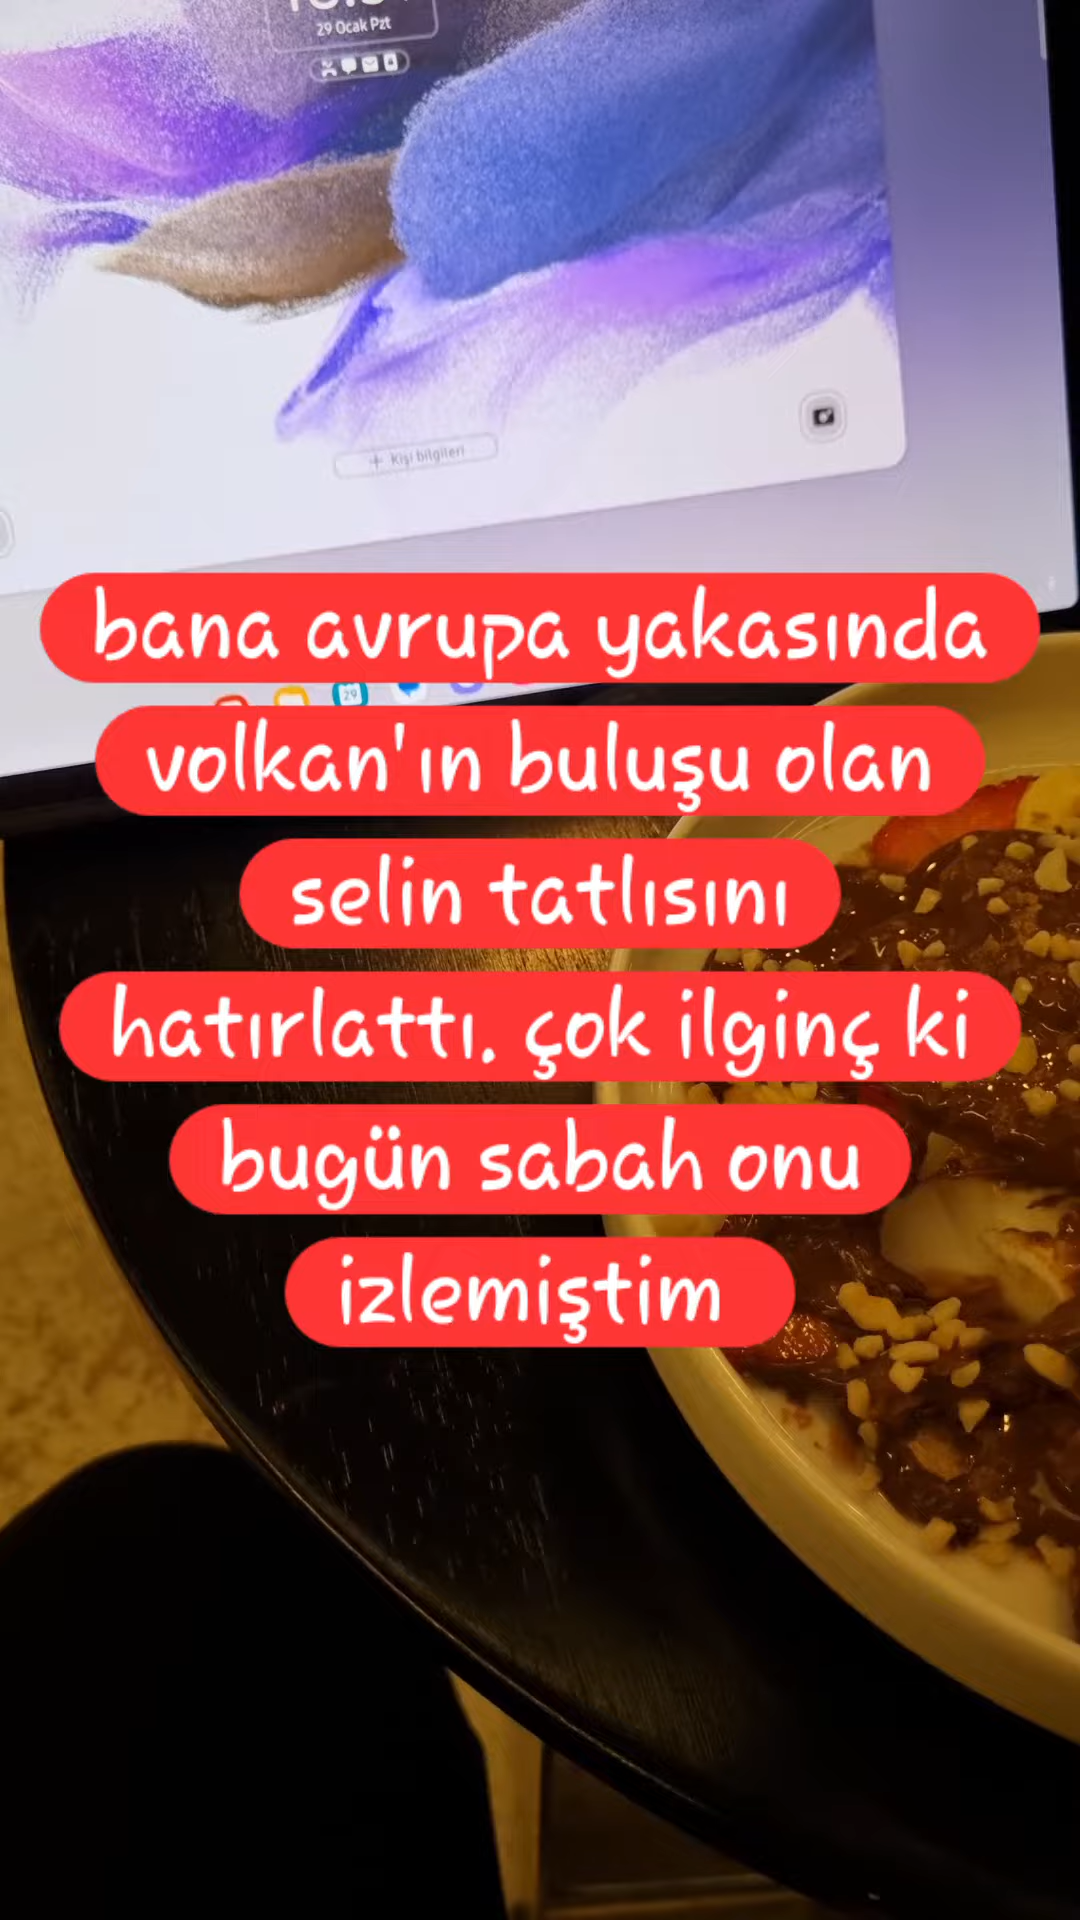 29 Ocak Pzt
+ Kişi bilgileri
29
bana avrupa yakasında
volkan'ın buluşu olan
selin tatlısını
hatırlattı. çok ilginç ki
bugün sabah onu
izlemiştim